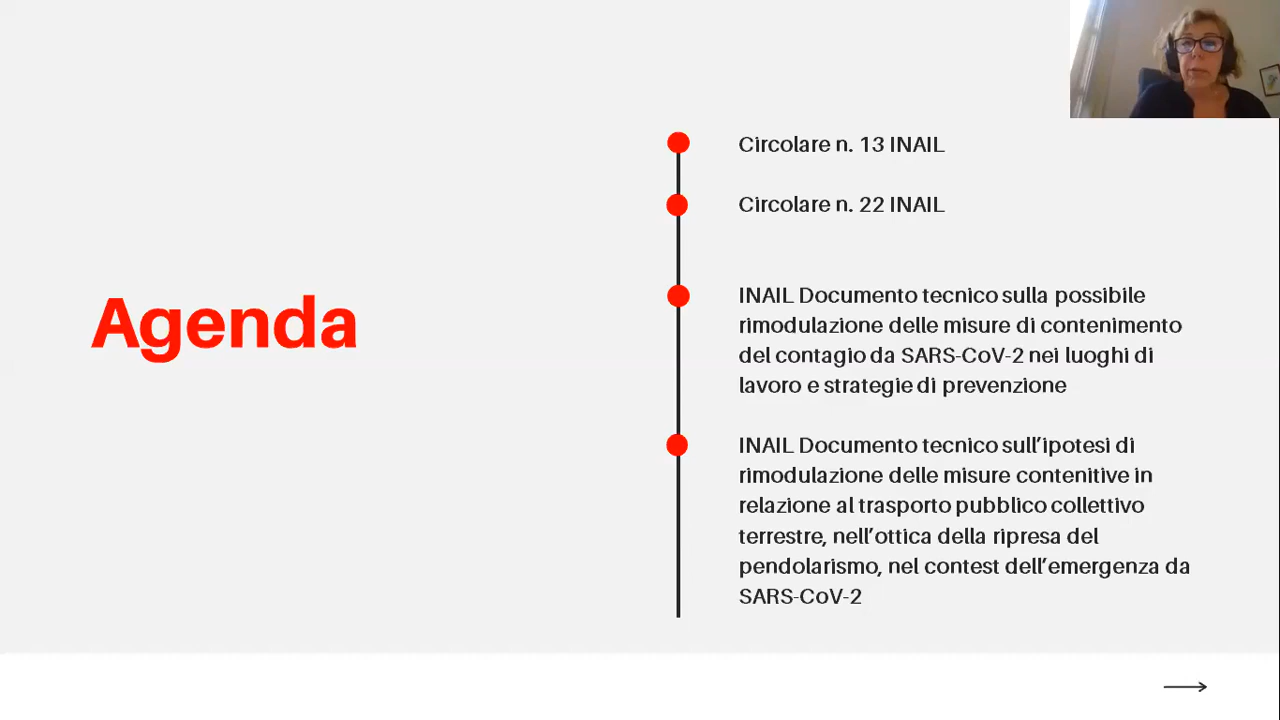 Agenda
Circolare n. 13 INAIL
Circolare n. 22 INAIL
INAIL Documento tecnico sulla possibile
rimodulazione delle misure di contenimento
del contagio da SARS-CoV-2 nei luoghi di
lavoro e strategie di prevenzione
INAIL Documento tecnico sull’ipotesi di
rimodulazione delle misure contenitive in
relazione al trasporto pubblico collettivo
terrestre, nell’ottica della ripresa del
pendolarismo, nel contest dell’emergenza da
SARS-CoV-2